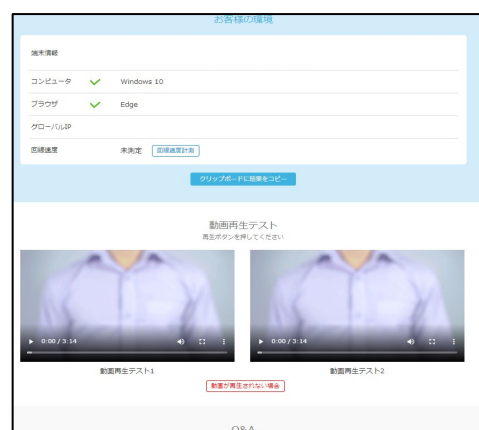 お客様の環境
端末情報
コンピュータ Windows 10
ブラウザ Edge
グローバルIP
回線速度 未測定 回線速度計測
クリップボードに結果をコピー
動画再生テスト
再生ボタンを押してください
0:00 / 3:14 0:00 / 3:14
動画再生テスト1 動画再生テスト2
動画が再生されない場合
Q&A